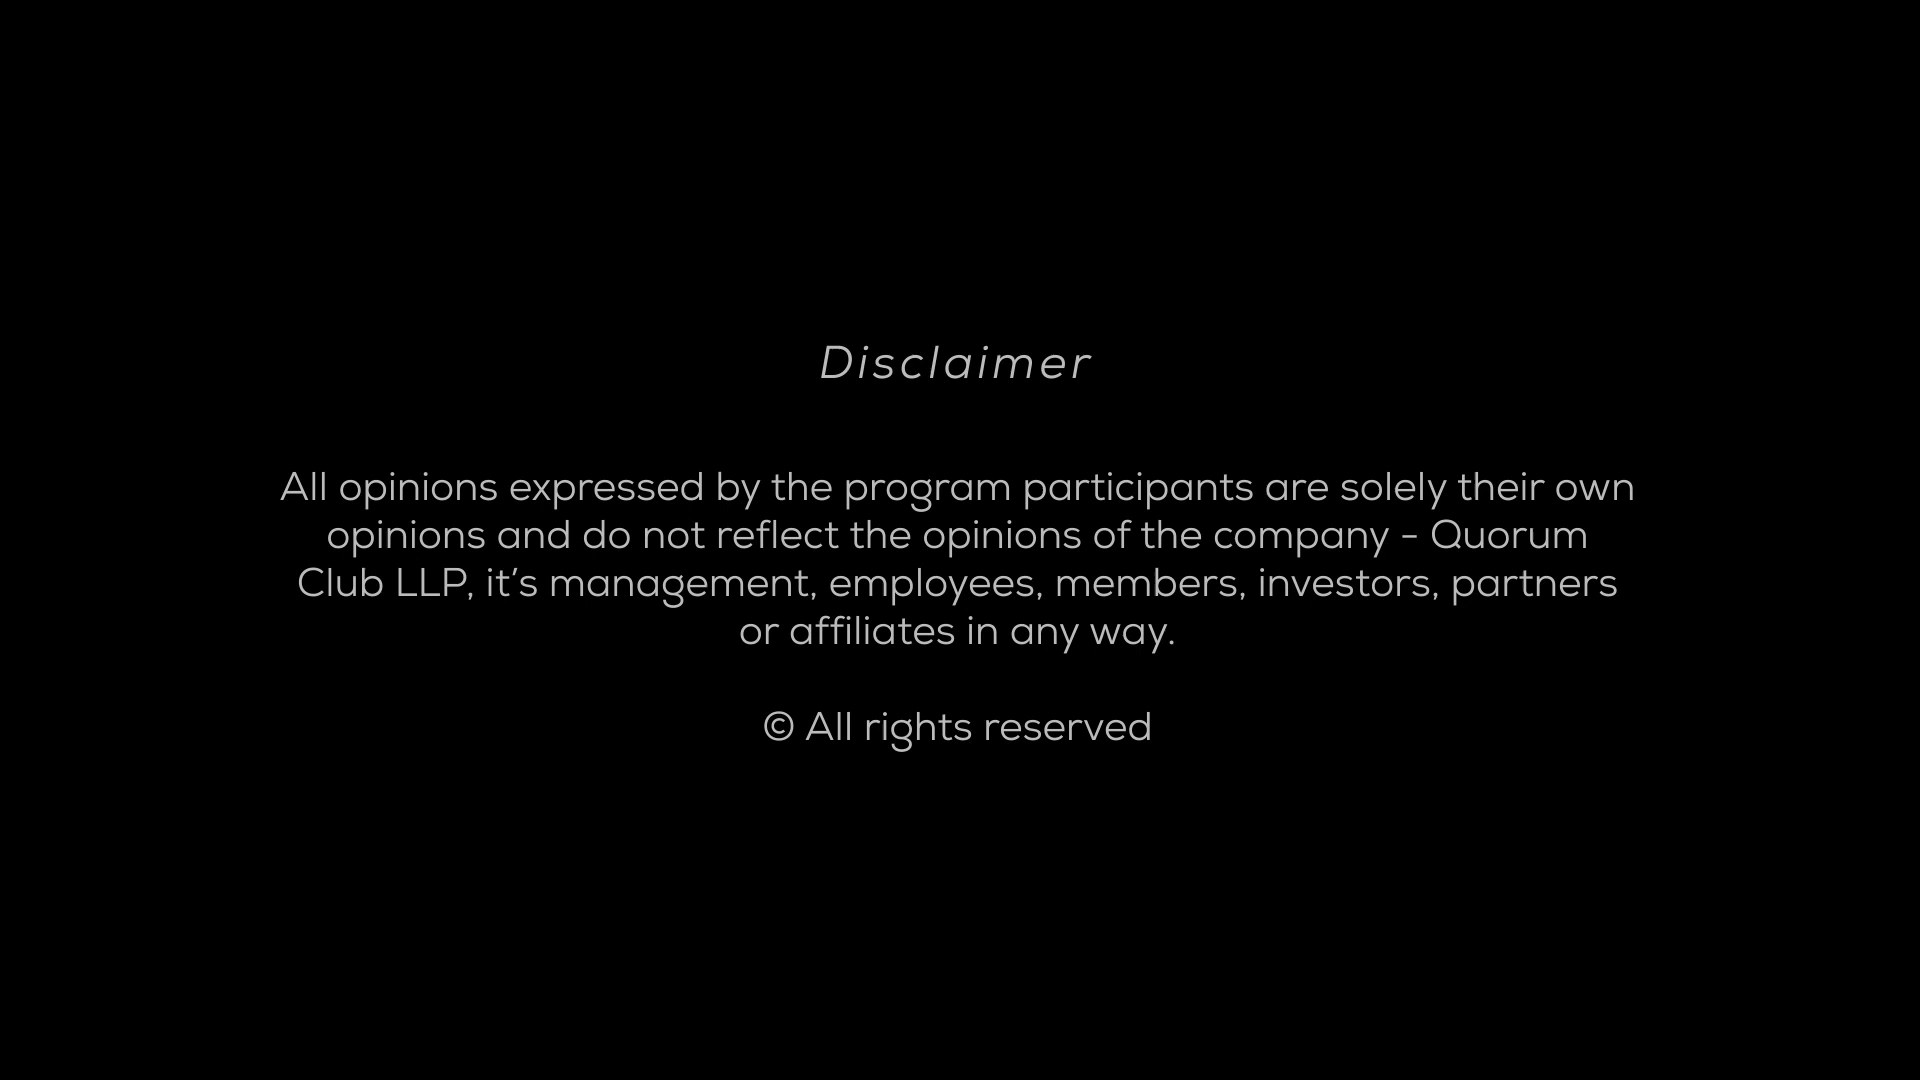 Disclaimer
All opinions expressed by the program participants are solely their own
opinions and do not reflect the opinions of the company - Quorum
Club LLP, it’s management, employees, members, investors, partners
or affiliates in any way.
© All rights reserved